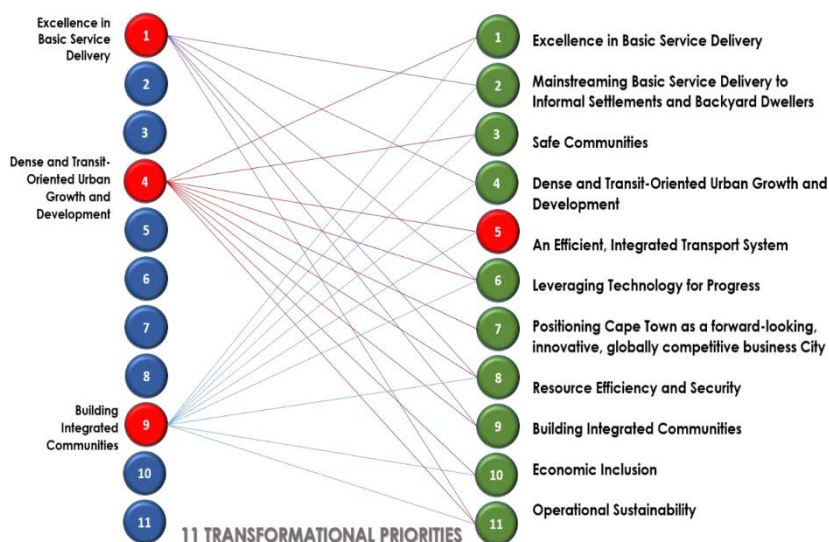 Excellence in
Basic Service
Delivery
1
2
3
Dense and Transit-
Oriented Urban
Growth and
Development
4
5
6
7
8
Building
Integrated
Communities
9
10
11
1
Excellence in Basic Service Delivery
2
Mainstreaming Basic Service Delivery to
Informal Settlements and Backyard Dwellers
3
Safe Communities
4
Dense and Transit-Oriented Urban Growth and
Development
5
An Efficient, Integrated Transport System
6
Leveraging Technology for Progress
7
Positioning Cape Town as a forward-looking,
innovative, globally competitive business City
8
Resource Efficiency and Security
9
Building Integrated Communities
10
Economic Inclusion
11
Operational Sustainability
11 TRANSFORMATIONAL PRIORITIES